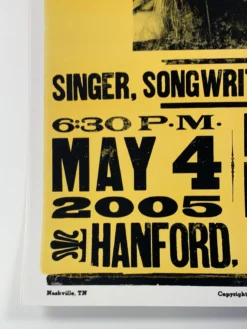 SINGER, SONGWRIT
6:30 P.M.
MAY 4
2005
HANFORD,
Nashville, TN
Copyright